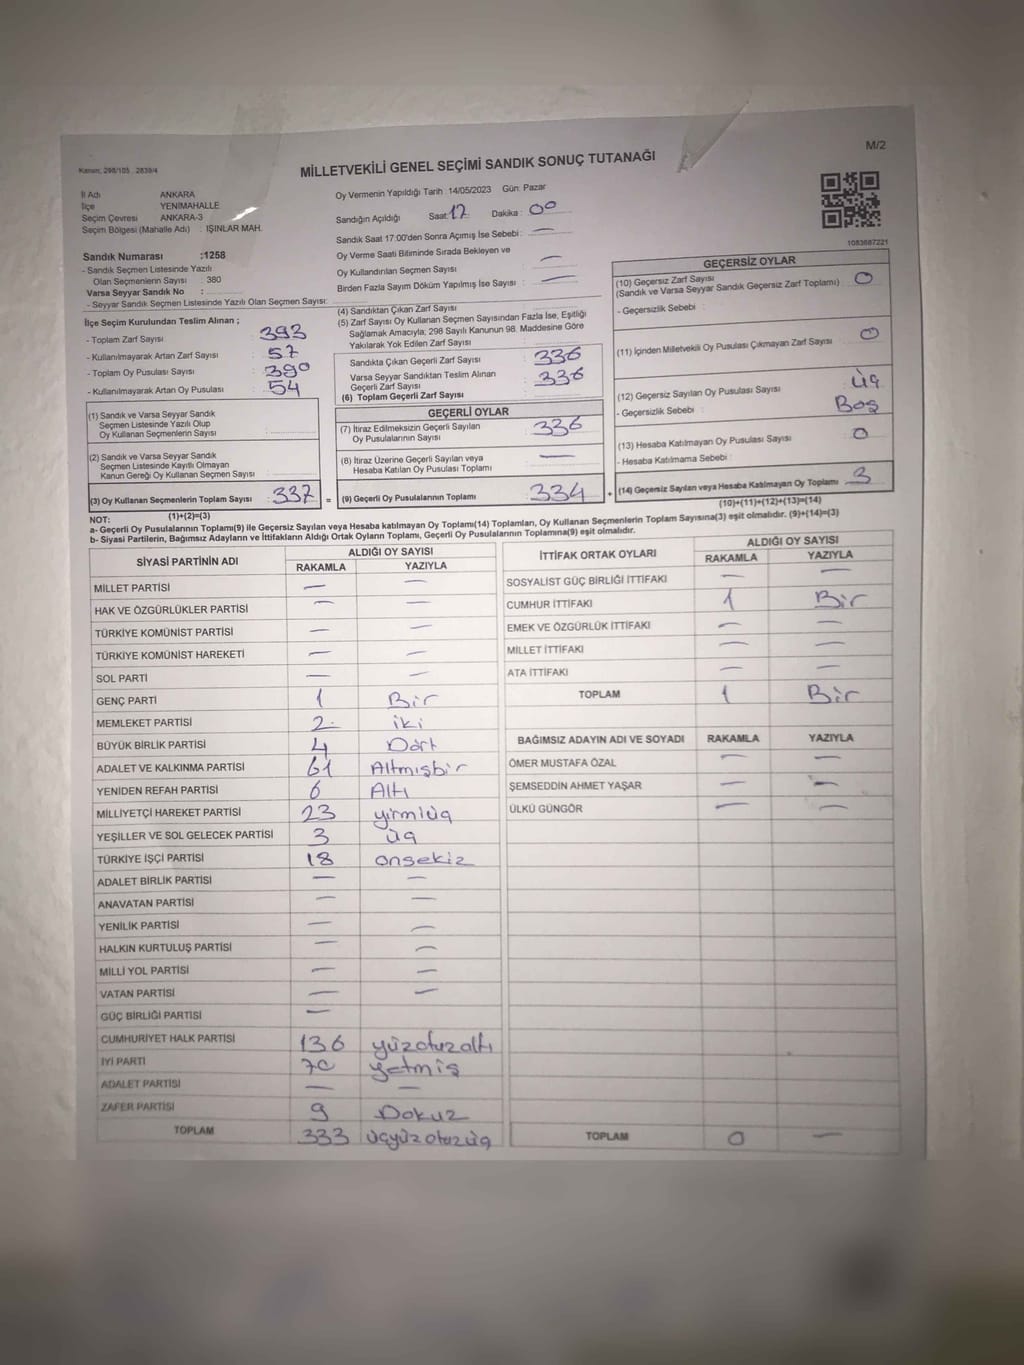 M/2
Kanun: 298/105 2839/4
MİLLETVEKİLİ GENEL SEÇİMİ SANDIK SONUÇ TUTANAĞI
İl Adı ANKARA
İlçe YENİMAHALLE
Seçim Çevresi ANKARA-3
Seçim Bölgesi (Mahalle Adı) : IŞINLAR MAH.
Oy Vermenin Yapıldığı Tarih 14/05/2023 Gün: Pazar
Sandığın Açıldığı Saat: 17 Dakika : 00
Sandık Saat 17:00'den Sonra Açımış İse Sebebi : —
Oy Verme Saati Bitiminde Sırada Bekleyen ve
Oy Kullandırılan Seçmen Sayısı —
Birden Fazla Sayım Döküm Yapılmış İse Sayısı : —
1083687221
Sandık Numarası :1258
- Sandık Seçmen Listesinde Yazılı
Olan Seçmenlerin Sayısı : 380
Varsa Seyyar Sandık No :
- Seyyar Sandık Seçmen Listesinde Yazılı Olan Seçmen Sayısı:
İlçe Seçim Kurulundan Teslim Alınan ;
- Toplam Zarf Sayısı : 393
- Kullanılmayarak Artan Zarf Sayısı : 57
- Toplam Oy Pusulası Sayısı : 390
- Kullanılmayarak Artan Oy Pusulası : 54
(1) Sandık ve Varsa Seyyar Sandık
Seçmen Listesinde Yazılı Olup
Oy Kullanan Seçmenlerin Sayısı :
(2) Sandık ve Varsa Seyyar Sandık
Seçmen Listesinde Kayıtlı Olmayan
Kanun Gereği Oy Kullanan Seçmen Sayısı :
(3) Oy Kullanan Seçmenlerin Toplam Sayısı : 337 =
(1)+(2)=(3)
(4) Sandıktan Çıkan Zarf Sayısı :
(5) Zarf Sayısı Oy Kullanan Seçmen Sayısından Fazla İse, Eşitliği
Sağlamak Amacıyla; 298 Sayılı Kanunun 98. Maddesine Göre
Yakılarak Yok Edilen Zarf Sayısı :
Sandıkta Çıkan Geçerli Zarf Sayısı : 336
Varsa Seyyar Sandıktan Teslim Alınan
Geçerli Zarf Sayısı : 336
(6) Toplam Geçerli Zarf Sayısı :
GEÇERLİ OYLAR
(7) İtiraz Edilmeksizin Geçerli Sayılan
Oy Pusulalarının Sayısı : 336
(8) İtiraz Üzerine Geçerli Sayılan veya
Hesaba Katılan Oy Pusulası Toplamı : —
(9) Geçerli Oy Pusulalarının Toplamı : 334 +
GEÇERSİZ OYLAR
(10) Geçersiz Zarf Sayısı : 0
(Sandık ve Varsa Seyyar Sandık Geçersiz Zarf Toplamı)
- Geçersizlik Sebebi :
(11) İçinden Milletvekili Oy Pusulası Çıkmayan Zarf Sayısı : 0
(12) Geçersiz Sayılan Oy Pusulası Sayısı : Üç
- Geçersizlik Sebebi : Boş
(13) Hesaba Katılmayan Oy Pusulası Sayısı : 0
- Hesaba Katılmama Sebebi :
(14) Geçersiz Sayılan veya Hesaba Katılmayan Oy Toplamı : 3
(10)+(11)+(12)+(13)=(14)
NOT:
a- Geçerli Oy Pusulalarının Toplamı(9) ile Geçersiz Sayılan veya Hesaba katılmayan Oy Toplamı(14) Toplamları, Oy Kullanan Seçmenlerin Toplam Sayısına(3) eşit olmalıdır. (9)+(14)=(3)
b- Siyasi Partilerin, Bağımsız Adayların ve İttifakların Aldığı Ortak Oyların Toplamı, Geçerli Oy Pusulalarının Toplamına(9) eşit olmalıdır.
SİYASİ PARTİNİN ADI ALDIĞI OY SAYISI
RAKAMLA YAZIYLA
MİLLET PARTİSİ — —
HAK VE ÖZGÜRLÜKLER PARTİSİ — —
TÜRKİYE KOMÜNİST PARTİSİ — —
TÜRKİYE KOMÜNİST HAREKETİ — —
SOL PARTİ — —
GENÇ PARTİ 1 Bir
MEMLEKET PARTİSİ 2 iki
BÜYÜK BİRLİK PARTİSİ 4 Dört
ADALET VE KALKINMA PARTİSİ 61 Altmışbir
YENİDEN REFAH PARTİSİ 6 Altı
MİLLİYETÇİ HAREKET PARTİSİ 23 yirmiüç
YEŞİLLER VE SOL GELECEK PARTİSİ 3 üç
TÜRKİYE İŞÇİ PARTİSİ 18 onsekiz
ADALET BİRLİK PARTİSİ — —
ANAVATAN PARTİSİ — —
YENİLİK PARTİSİ — —
HALKIN KURTULUŞ PARTİSİ — —
MİLLİ YOL PARTİSİ — —
VATAN PARTİSİ — —
GÜÇ BİRLİĞİ PARTİSİ —
CUMHURİYET HALK PARTİSİ 136 yüzotuzaltı
İYİ PARTİ 70 yetmiş
ADALET PARTİSİ — —
ZAFER PARTİSİ 9 Dokuz
TOPLAM 333 üçyüzotuzüç
İTTİFAK ORTAK OYLARI ALDIĞI OY SAYISI
RAKAMLA YAZIYLA
SOSYALİST GÜÇ BİRLİĞİ İTTİFAKI — —
CUMHUR İTTİFAKI 1 Bir
EMEK VE ÖZGÜRLÜK İTTİFAKI — —
MİLLET İTTİFAKI — —
ATA İTTİFAKI — —
TOPLAM 1 Bir
BAĞIMSIZ ADAYIN ADI VE SOYADI RAKAMLA YAZIYLA
ÖMER MUSTAFA ÖZAL — —
ŞEMSEDDİN AHMET YAŞAR — —
ÜLKÜ GÜNGÖR — —
TOPLAM 0 —